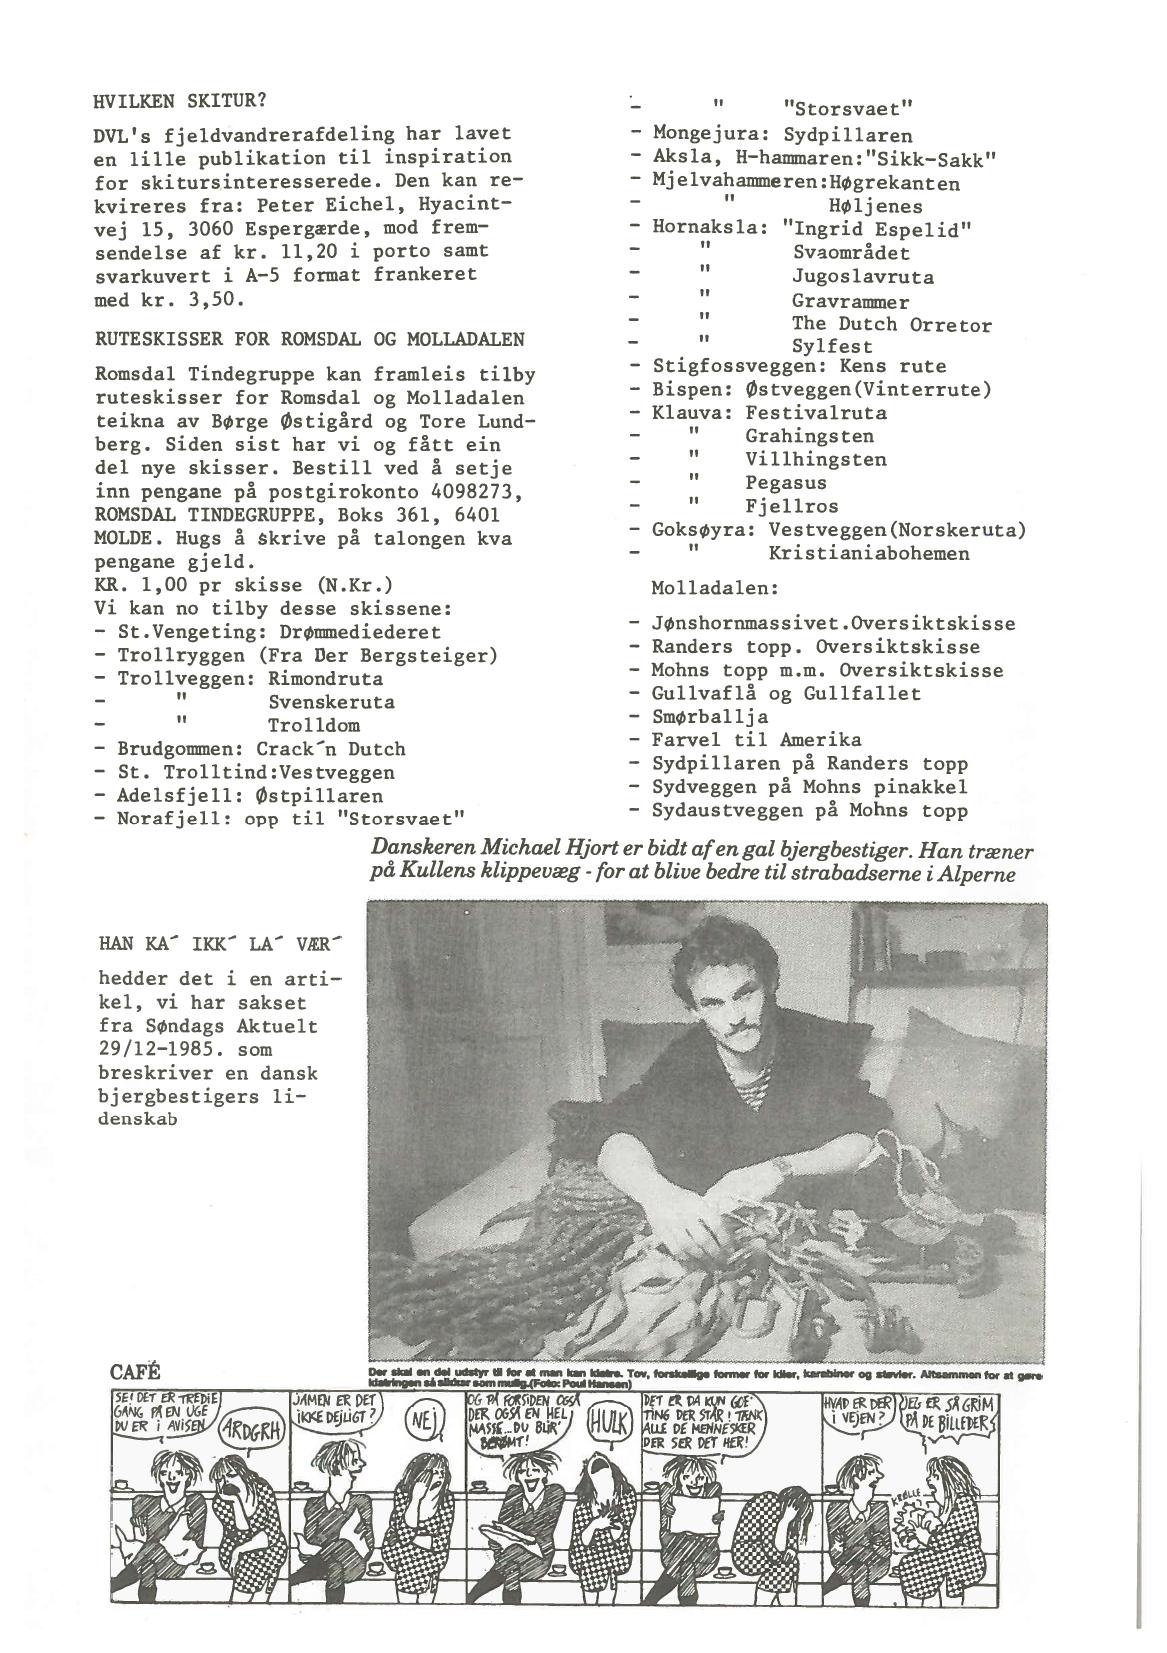 HVILKEN SKITUR?
DVL's fjeldvandrerafdeling har lavet
en lille publikation til inspiration
for skitursinteresserede. Den kan re-
kvireres fra: Peter Eichel, Hyacint-
vej 15, 3060 Espergærde, mod frem-
sendelse af kr. 11,20 i porto samt
svarkuvert i A-5 format frankeret
med kr. 3,50.
RUTESKISSER FOR ROMSDAL OG MOLLADALEN
Romsdal Tindegruppe kan framleis tilby
ruteskisser for Romsdal og Molladalen
teikna av Børge Østigård og Tore Lund-
berg. Siden sist har vi og fått ein
del nye skisser. Bestill ved å setje
inn pengane på postgirokonto 4098273,
ROMSDAL TINDEGRUPPE, Boks 361, 6401
MOLDE. Hugs å skrive på talongen kva
pengane gjeld.
KR. 1,00 pr skisse (N.Kr.)
Vi kan no tilby desse skissene:
- St.Vengeting: Drømmediederet
- Trollryggen (Fra Der Bergsteiger)
- Trollveggen: Rimondruta
- " Svenskeruta
- " Trolldom
- Brudgommen: Crack´n Dutch
- St. Trolltind:Vestveggen
- Adelsfjell: Østpillaren
- Norafjell: opp til "Storsvaet"
- " "Storsvaet"
- Mongejura: Sydpillaren
- Aksla, H-hammaren:"Sikk-Sakk"
- Mjelvahammeren:Høgrekanten
- " Høljenes
- Hornaksla: "Ingrid Espelid"
- " Svaområdet
- " Jugoslavruta
- " Gravrammer
- " The Dutch Orretor
- " Sylfest
- Stigfossveggen: Kens rute
- Bispen: Østveggen(Vinterrute)
- Klauva: Festivalruta
- " Grahingsten
- " Villhingsten
- " Pegasus
- " Fjellros
- Goksøyra: Vestveggen(Norskeruta)
- " Kristianiabohemen
Molladalen:
- Jønshornmassivet.Oversiktskisse
- Randers topp. Oversiktskisse
- Mohns topp m.m. Oversiktskisse
- Gullvaflå og Gullfallet
- Smørballja
- Farvel til Amerika
- Sydpillaren på Randers topp
- Sydveggen på Mohns pinakkel
- Sydaustveggen på Mohns topp
Danskeren Michael Hjort er bidt af en gal bjergbestiger. Han træner
på Kullens klippevæg - for at blive bedre til strabadserne i Alperne
HAN KA´ IKK´ LA´ VÆR´
hedder det i en arti-
kel, vi har sakset
fra Søndags Aktuelt
29/12-1985. som
breskriver en dansk
bjergbestigers li-
denskab
Der skal en del udstyr til for at man kan klatre. Tov, forskellige former for kiler, karabiner og støvler. Altsammen for at gøre
klatringen så sikker som mulig.(Foto: Poul Hansen)
CAFÉ
SE! DET ER TREDIE
GANG PÅ EN UGE
DU ER I AVISEN
ARDGRH
JAMEN ER DET
IKKE DEJLIGT?
NEJ
OG PÅ FORSIDEN OGSÅ
DER OGSÅ EN HEL
MASSE...DU BLIR'
BERØMT!
HULK
DET ER DA KUN GOE
TING DER STÅR! TÆNK
ALLE DE MENNESKER
DER SER DET HER!
HVAD ER DER
I VEJEN?
JEG ER SÅ GRIM
PÅ DE BILLEDER
KRØLLE